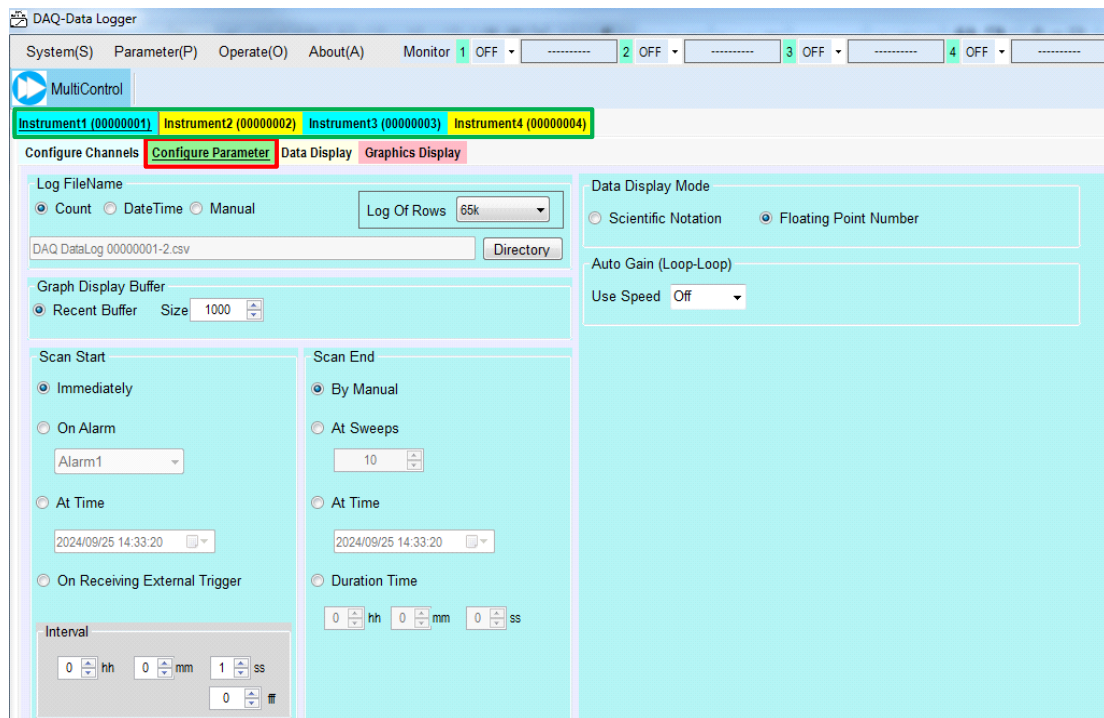 DAQ-Data Logger
System(S) Parameter(P) Operate(O) About(A) Monitor 1 OFF ---------- 2 OFF ---------- 3 OFF ---------- 4 OFF ----------
MultiControl
Instrument1 (00000001) Instrument2 (00000002) Instrument3 (00000003) Instrument4 (00000004)
Configure Channels Configure Parameter Data Display Graphics Display
Log FileName
Count DateTime Manual
Log Of Rows 65k
DAQ DataLog 00000001-2.csv Directory
Graph Display Buffer
Recent Buffer Size 1000
Scan Start
Immediately
On Alarm
Alarm1
At Time
2024/09/25 14:33:20
On Receiving External Trigger
Interval
0 hh 0 mm 1 ss
0 fff
Scan End
By Manual
At Sweeps
10
At Time
2024/09/25 14:33:20
Duration Time
0 hh 0 mm 0 ss
Data Display Mode
Scientific Notation Floating Point Number
Auto Gain (Loop-Loop)
Use Speed Off